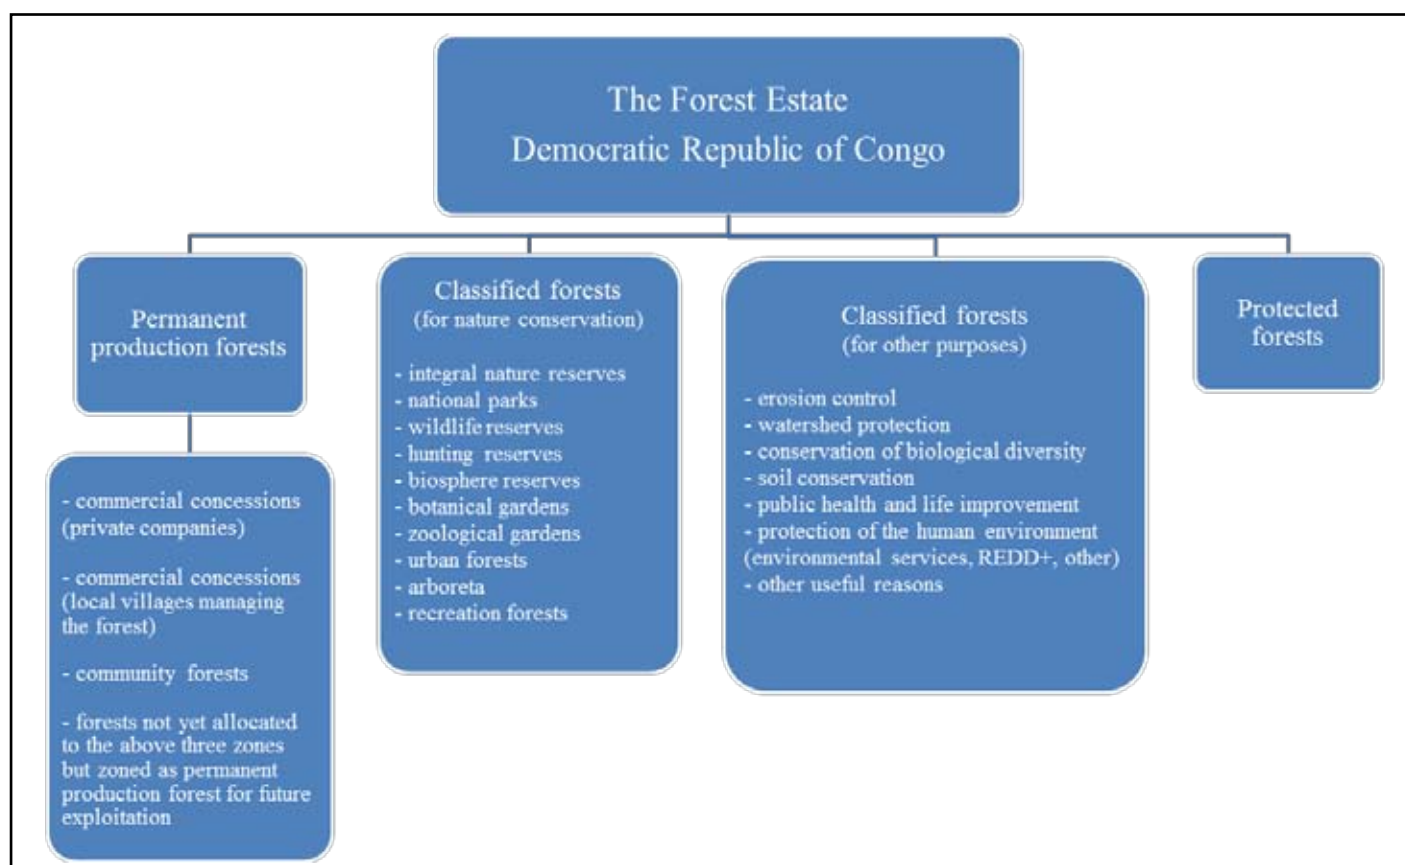 The Forest Estate
Democratic Republic of Congo
Permanent
production forests
- commercial concessions
(private companies)
- commercial concessions
(local villages managing
the forest)
- community forests
- forests not yet allocated
to the above three zones
but zoned as permanent
production forest for future
exploitation
Classified forests
(for nature conservation)
- integral nature reserves
- national parks
- wildlife reserves
- hunting reserves
- biosphere reserves
- botanical gardens
- zoological gardens
- urban forests
- arboreta
- recreation forests
Classified forests
(for other purposes)
- erosion control
- watershed protection
- conservation of biological diversity
- soil conservation
- public health and life improvement
- protection of the human environment
(environmental services, REDD+, other)
- other useful reasons
Protected
forests